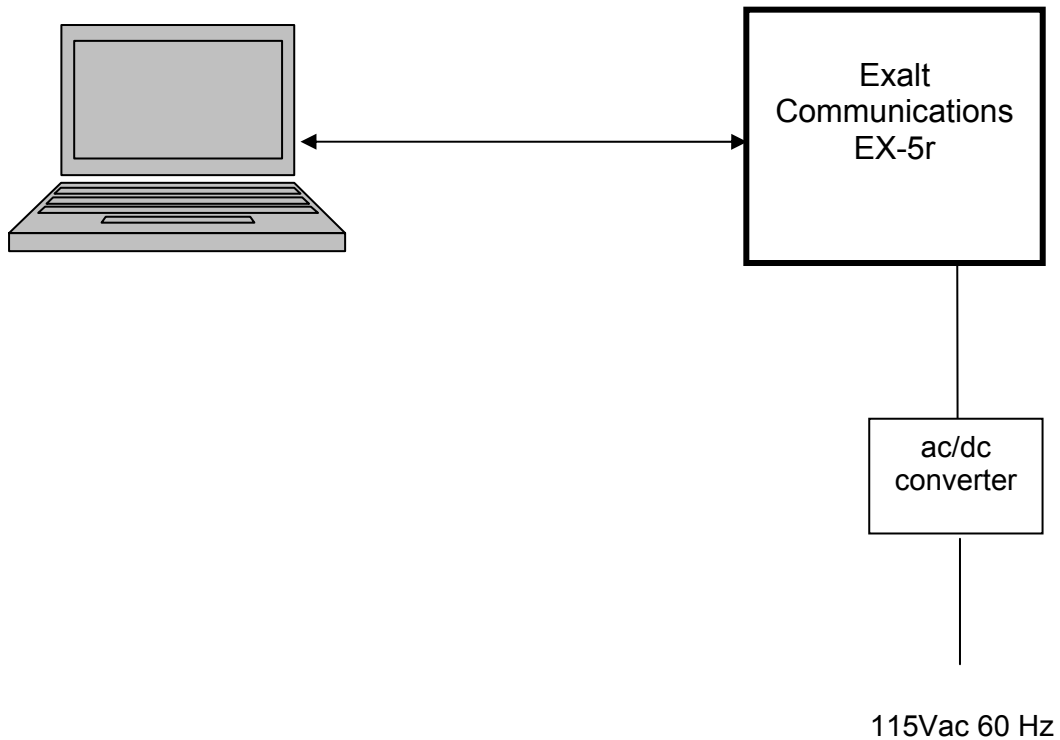 Exalt
Communications
EX-5r
ac/dc
converter
115Vac 60 Hz